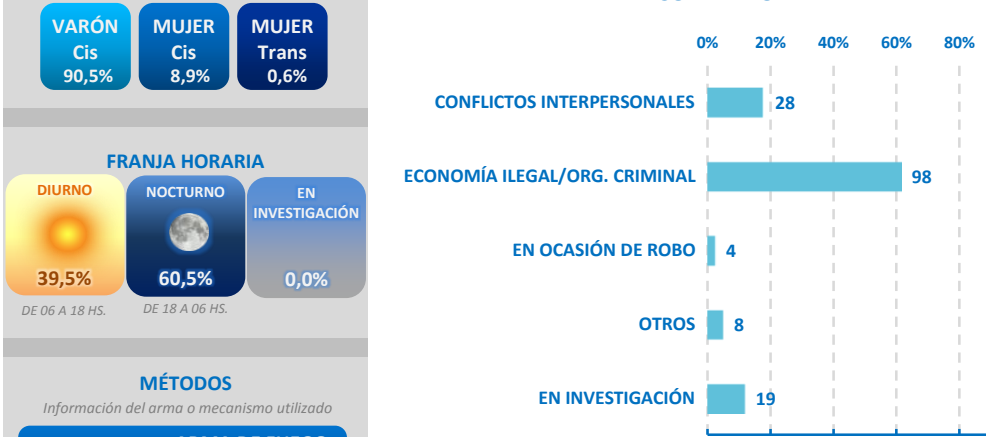 VARÓN
Cis
90,5%
MUJER
Cis
8,9%
MUJER
Trans
0,6%
FRANJA HORARIA
DIURNO
39,5%
DE 06 A 18 HS.
NOCTURNO
60,5%
DE 18 A 06 HS.
EN
INVESTIGACIÓN
0,0%
MÉTODOS
Información del arma o mecanismo utilizado
0% 20% 40% 60% 80%
CONFLICTOS INTERPERSONALES 28
ECONOMÍA ILEGAL/ORG. CRIMINAL 98
EN OCASIÓN DE ROBO 4
OTROS 8
EN INVESTIGACIÓN 19